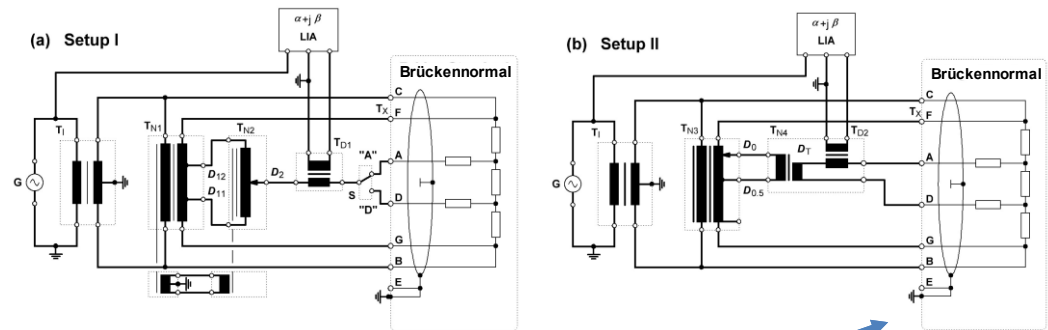 (a) Setup I
α+j β
LIA
Brückennormal
C
T_X
F
T_I
T_N1
T_N2
T_D1
"A"
A
D_12
D_2
D_11
S
D
"D"
G
G
B
E
(b) Setup II
α+j β
LIA
Brückennormal
C
T_X
F
T_I
T_N3
T_N4
T_D2
D_0
D_T
A
G
D_0.5
D
G
B
E